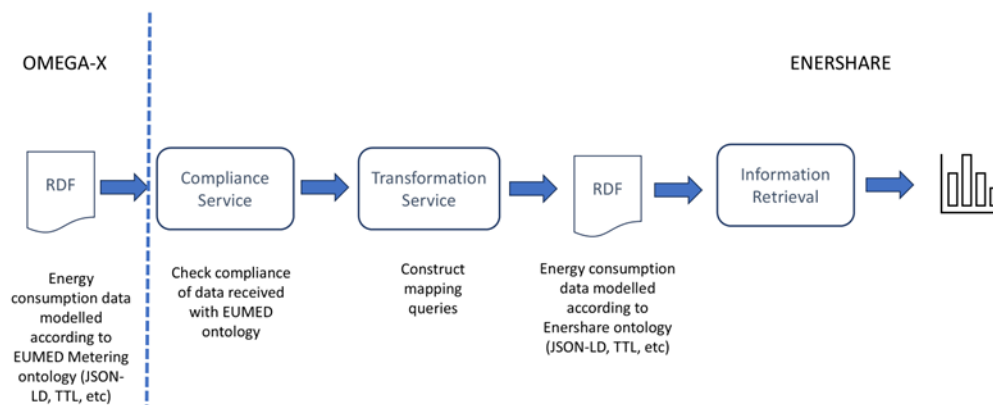 OMEGA-X
ENERSHARE
RDF
Compliance
Service
Transformation
Service
RDF
Information
Retrieval
Energy
consumption data
modelled
according to
EUMED Metering
ontology (JSON-
LD, TTL, etc)
Check compliance
of data received
with EUMED
ontology
Construct
mapping
queries
Energy consumption
data modelled
according to
Enershare ontology
(JSON-LD, TTL, etc)